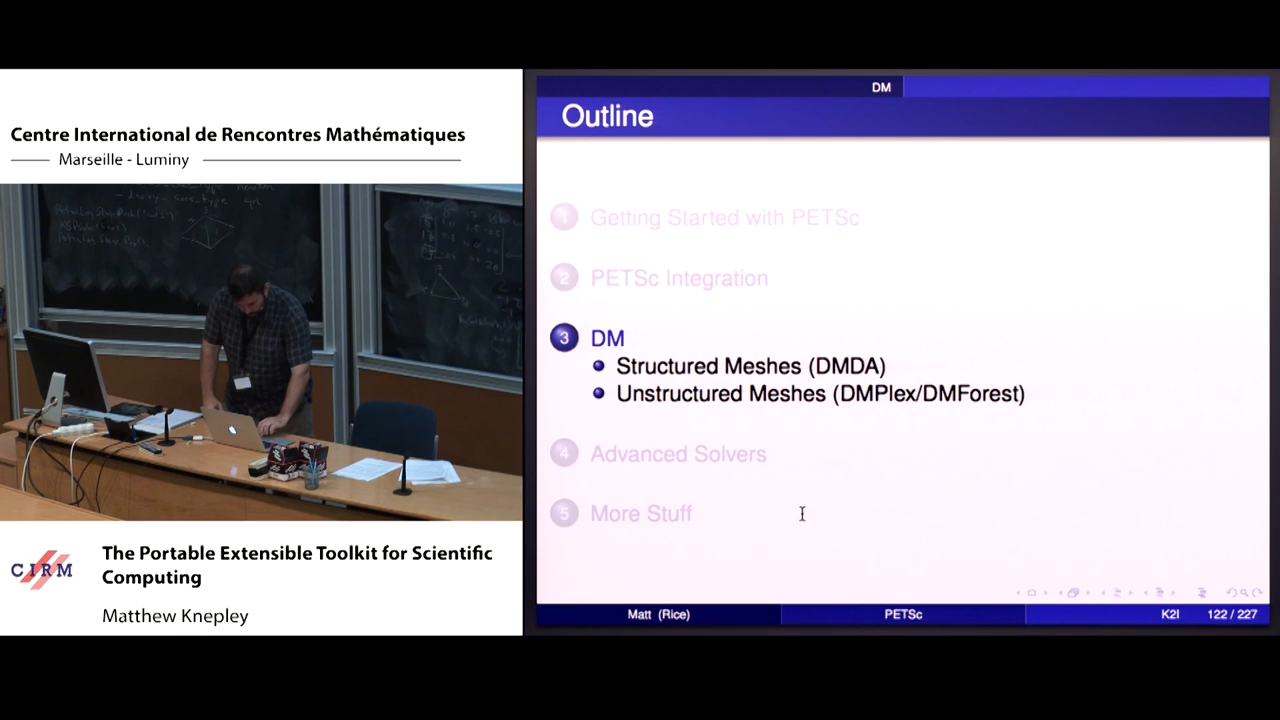 Centre International de Rencontres Mathématiques
Marseille - Luminy
CIRM
The Portable Extensible Toolkit for Scientific
Computing
Matthew Knepley
DM
Outline
1 Getting Started with PETSc
2 PETSc Integration
3 DM
Structured Meshes (DMDA)
Unstructured Meshes (DMPlex/DMForest)
4 Advanced Solvers
5 More Stuff
Matt (Rice) PETSc K2I 122 / 227